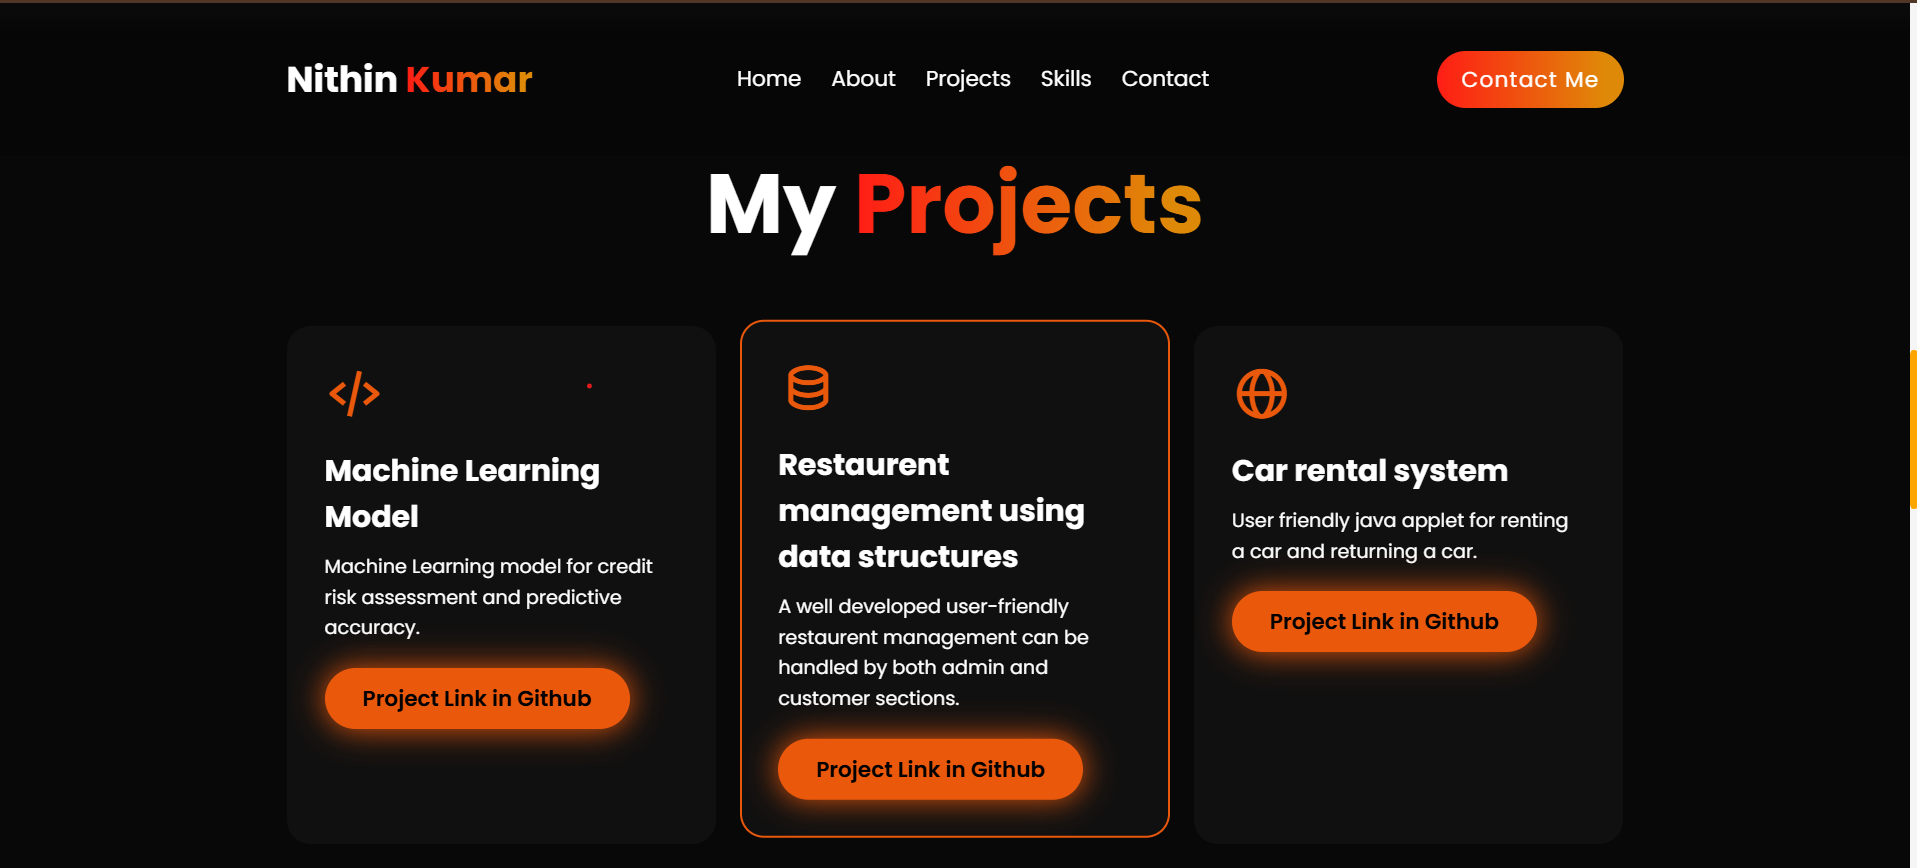 Nithin Kumar
Home About Projects Skills Contact
Contact Me
My Projects
Machine Learning
Model
Machine Learning model for credit
risk assessment and predictive
accuracy.
Project Link in Github
Restaurent
management using
data structures
A well developed user-friendly
restaurent management can be
handled by both admin and
customer sections.
Project Link in Github
Car rental system
User friendly java applet for renting
a car and returning a car.
Project Link in Github